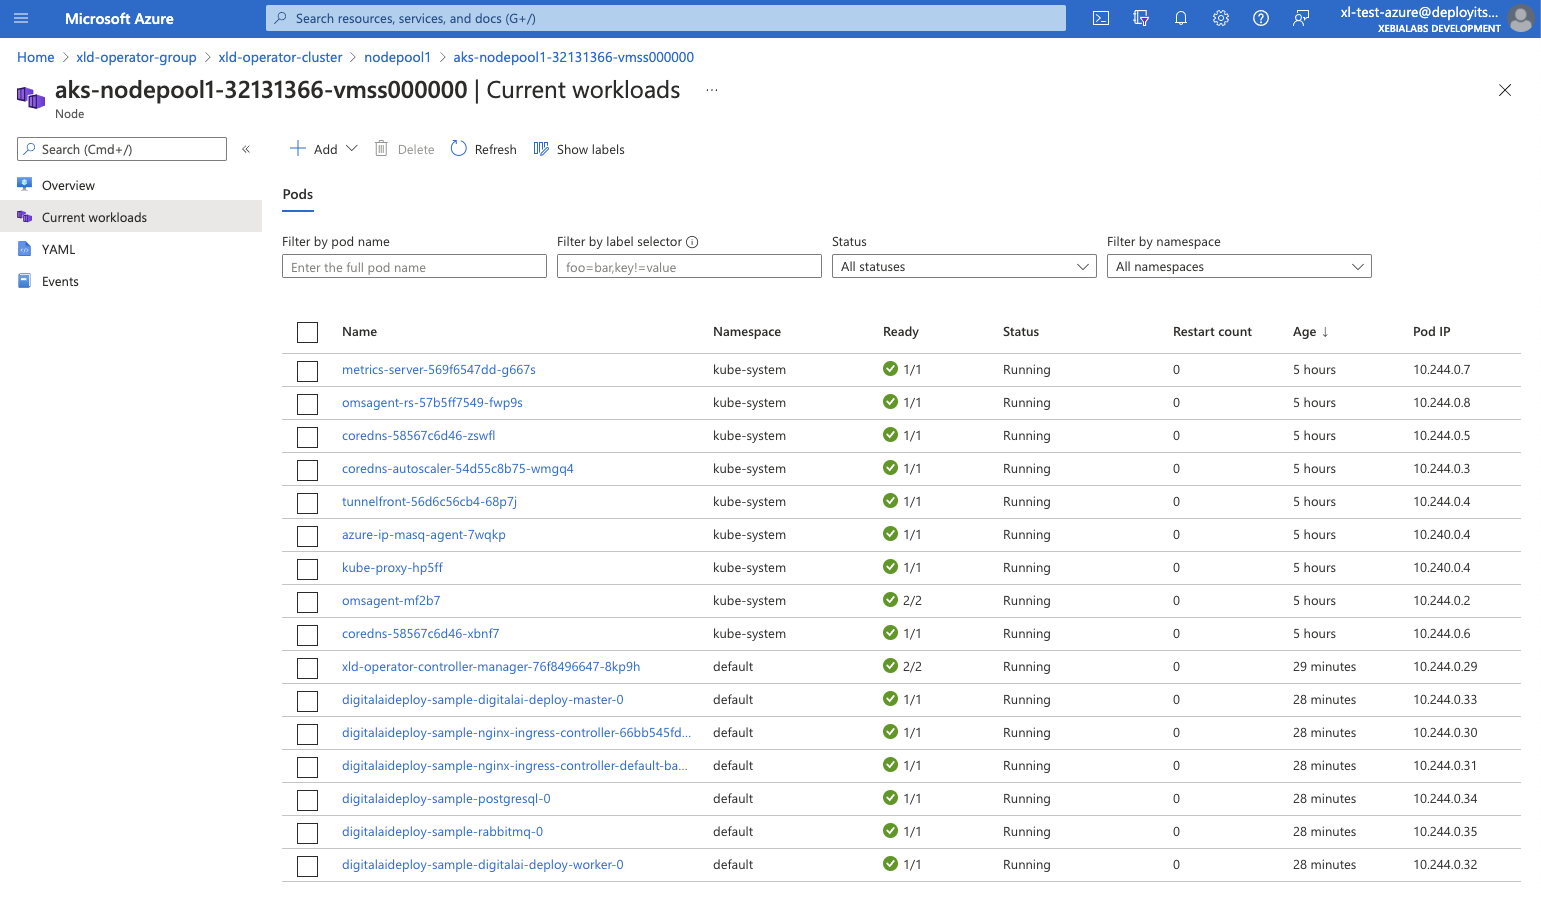 Microsoft Azure
Search resources, services, and docs (G+/)
xl-test-azure@deployits...
XEBIALABS DEVELOPMENT
Home > xld-operator-group > xld-operator-cluster > nodepool1 > aks-nodepool1-32131366-vmss000000
aks-nodepool1-32131366-vmss000000 | Current workloads ...
Node
Search (Cmd+/) «
Add Delete Refresh Show labels
Overview
Current workloads
YAML
Events
Pods
Filter by pod name Filter by label selector Status Filter by namespace
Enter the full pod name foo=bar,key!=value All statuses All namespaces
Name Namespace Ready Status Restart count Age ↓ Pod IP
metrics-server-569f6547dd-g667s kube-system 1/1 Running 0 5 hours 10.244.0.7
omsagent-rs-57b5ff7549-fwp9s kube-system 1/1 Running 0 5 hours 10.244.0.8
coredns-58567c6d46-zswfl kube-system 1/1 Running 0 5 hours 10.244.0.5
coredns-autoscaler-54d55c8b75-wmgq4 kube-system 1/1 Running 0 5 hours 10.244.0.3
tunnelfront-56d6c56cb4-68p7j kube-system 1/1 Running 0 5 hours 10.244.0.4
azure-ip-masq-agent-7wqkp kube-system 1/1 Running 0 5 hours 10.240.0.4
kube-proxy-hp5ff kube-system 1/1 Running 0 5 hours 10.240.0.4
omsagent-mf2b7 kube-system 2/2 Running 0 5 hours 10.244.0.2
coredns-58567c6d46-xbnf7 kube-system 1/1 Running 0 5 hours 10.244.0.6
xld-operator-controller-manager-76f8496647-8kp9h default 2/2 Running 0 29 minutes 10.244.0.29
digitalaideploy-sample-digitalai-deploy-master-0 default 1/1 Running 0 28 minutes 10.244.0.33
digitalaideploy-sample-nginx-ingress-controller-66bb545fd... default 1/1 Running 0 28 minutes 10.244.0.30
digitalaideploy-sample-nginx-ingress-controller-default-ba... default 1/1 Running 0 28 minutes 10.244.0.31
digitalaideploy-sample-postgresql-0 default 1/1 Running 0 28 minutes 10.244.0.34
digitalaideploy-sample-rabbitmq-0 default 1/1 Running 0 28 minutes 10.244.0.35
digitalaideploy-sample-digitalai-deploy-worker-0 default 1/1 Running 0 28 minutes 10.244.0.32